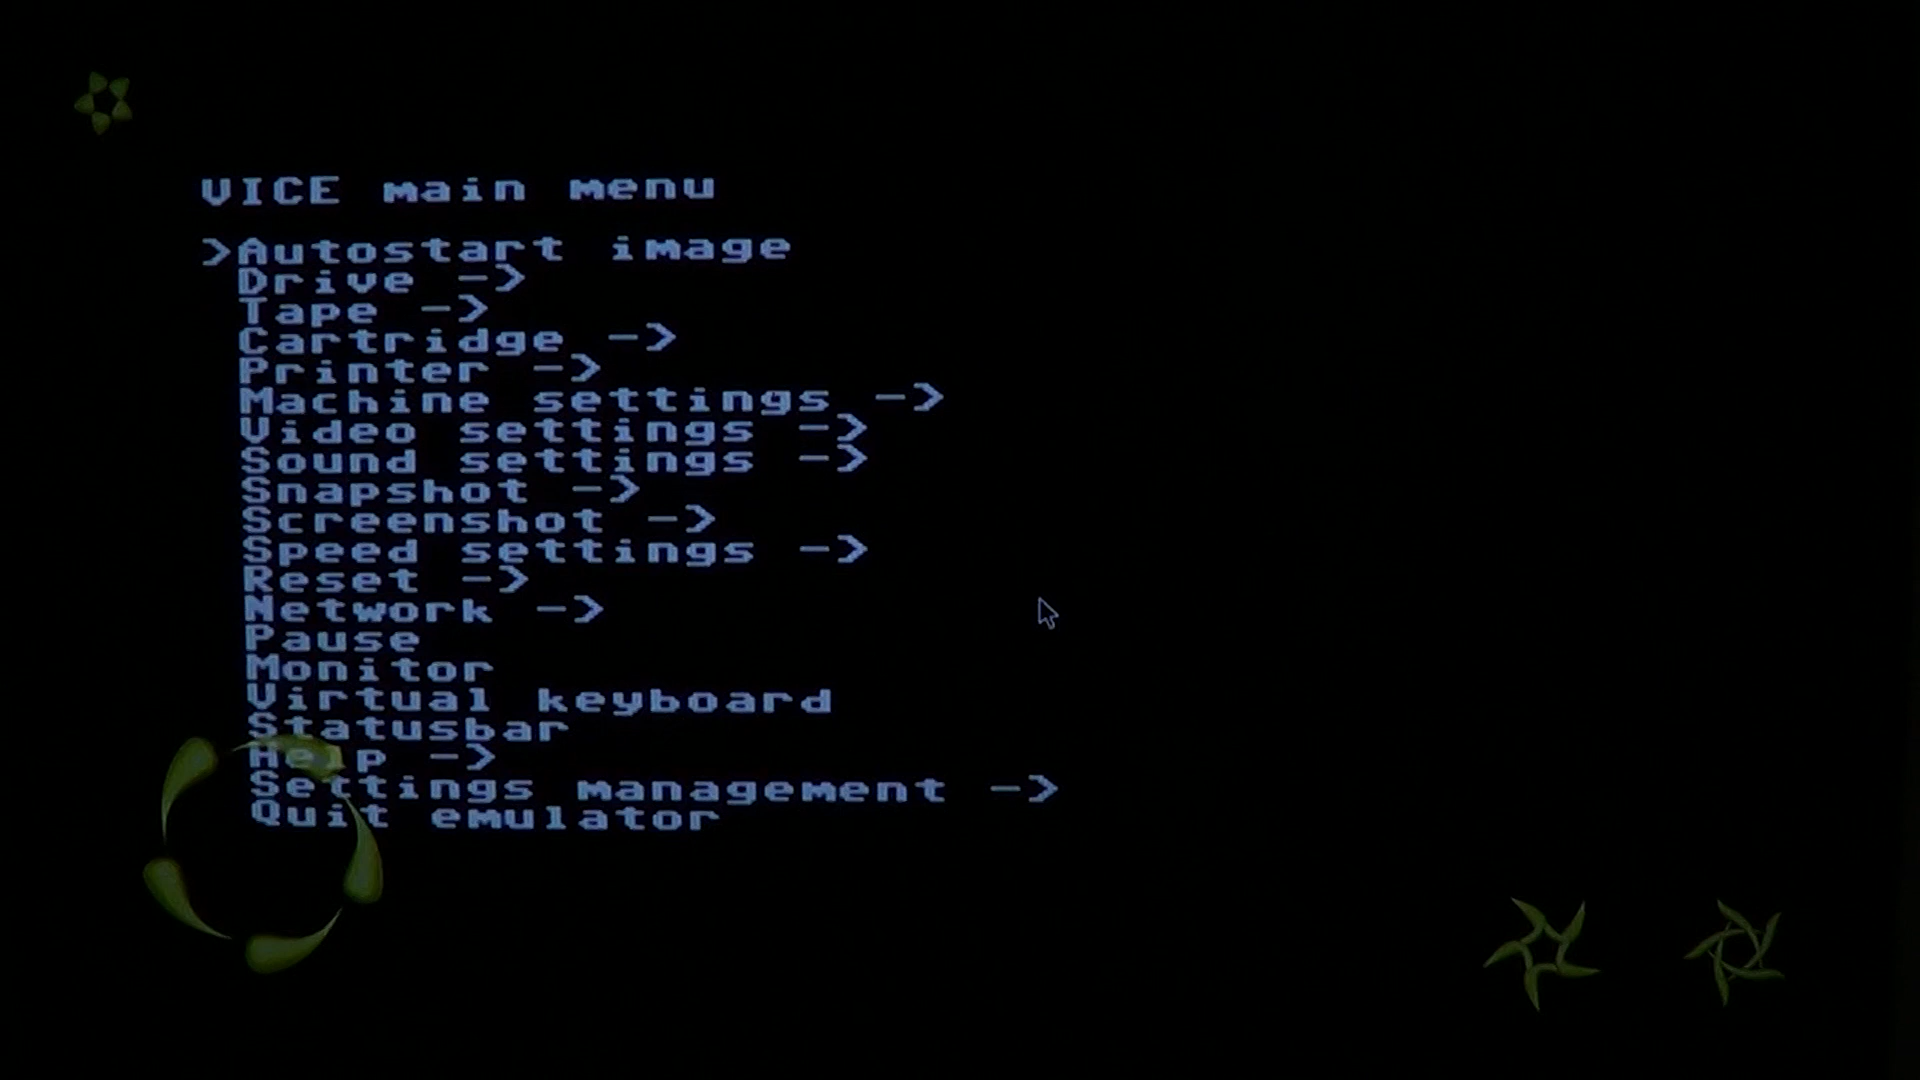 VICE main menu
>Autostart image
Drive ->
Tape ->
Cartridge ->
Printer ->
Machine settings ->
Video settings ->
Sound settings ->
Snapshot ->
Screenshot ->
Speed settings ->
Reset ->
Network ->
Pause
Monitor
Virtual keyboard
Statusbar
Help ->
Settings management ->
Quit emulator